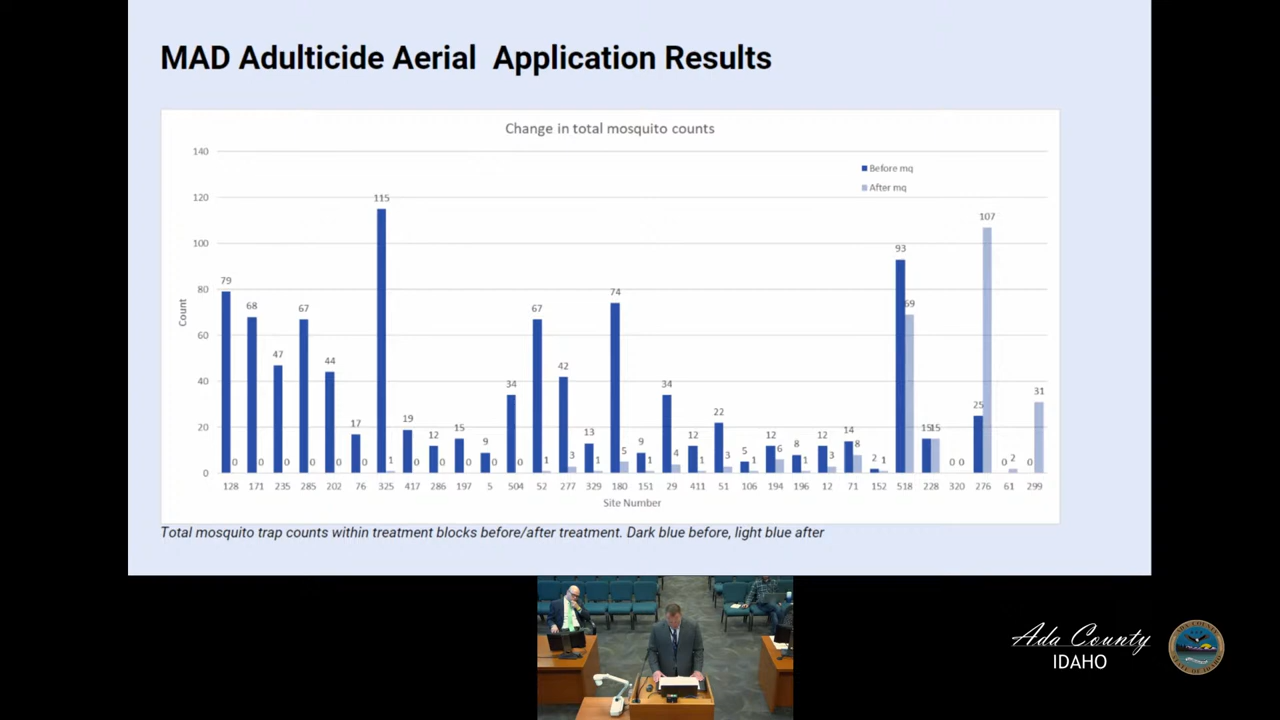 MAD Adulticide Aerial Application Results
Change in total mosquito counts
Before mq
After mq
140
120
100
80
60
40
20
0
Count
79 0 68 0 47 0 67 0 44 0 17 0 115 1 19 0 12 0 15 0 9 0 34 0 67 1 42 3 13 1 74 5 9 1 34 4 12 1 22 3 5 1 12 6 8 1 12 3 14 8 2 1 93 69 15 15 0 0 25 107 0 2 0 31
128 171 235 285 202 76 325 417 286 197 5 504 52 277 329 180 151 29 411 51 106 194 196 12 71 152 518 228 320 276 61 299
Site Number
Total mosquito trap counts within treatment blocks before/after treatment. Dark blue before, light blue after
Ada County
IDAHO